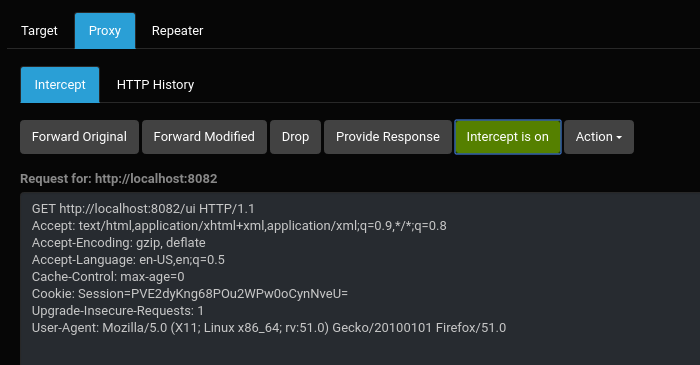 Target Proxy Repeater
Intercept HTTP History
Forward Original Forward Modified Drop Provide Response Intercept is on Action
Request for: http://localhost:8082
GET http://localhost:8082/ui HTTP/1.1
Accept: text/html,application/xhtml+xml,application/xml;q=0.9,*/*;q=0.8
Accept-Encoding: gzip, deflate
Accept-Language: en-US,en;q=0.5
Cache-Control: max-age=0
Cookie: Session=PVE2dyKng68POu2WPw0oCynNveU=
Upgrade-Insecure-Requests: 1
User-Agent: Mozilla/5.0 (X11; Linux x86_64; rv:51.0) Gecko/20100101 Firefox/51.0